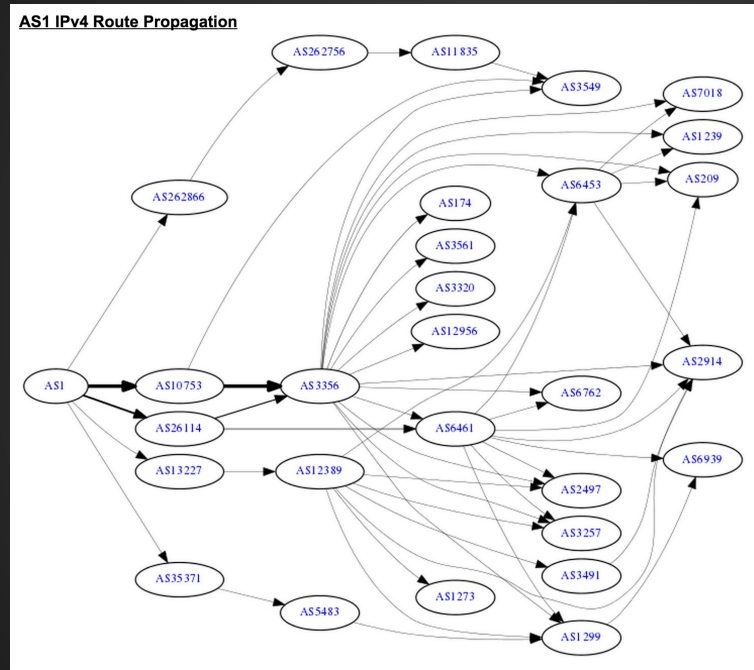 AS1 IPv4 Route Propagation
AS262756
AS11835
AS3549
AS7018
AS1239
AS209
AS262866
AS6453
AS174
AS3561
AS3320
AS12956
AS1
AS10753
AS3356
AS2914
AS6762
AS26114
AS6461
AS13227
AS12389
AS6939
AS2497
AS3257
AS35371
AS3491
AS1273
AS5483
AS1299